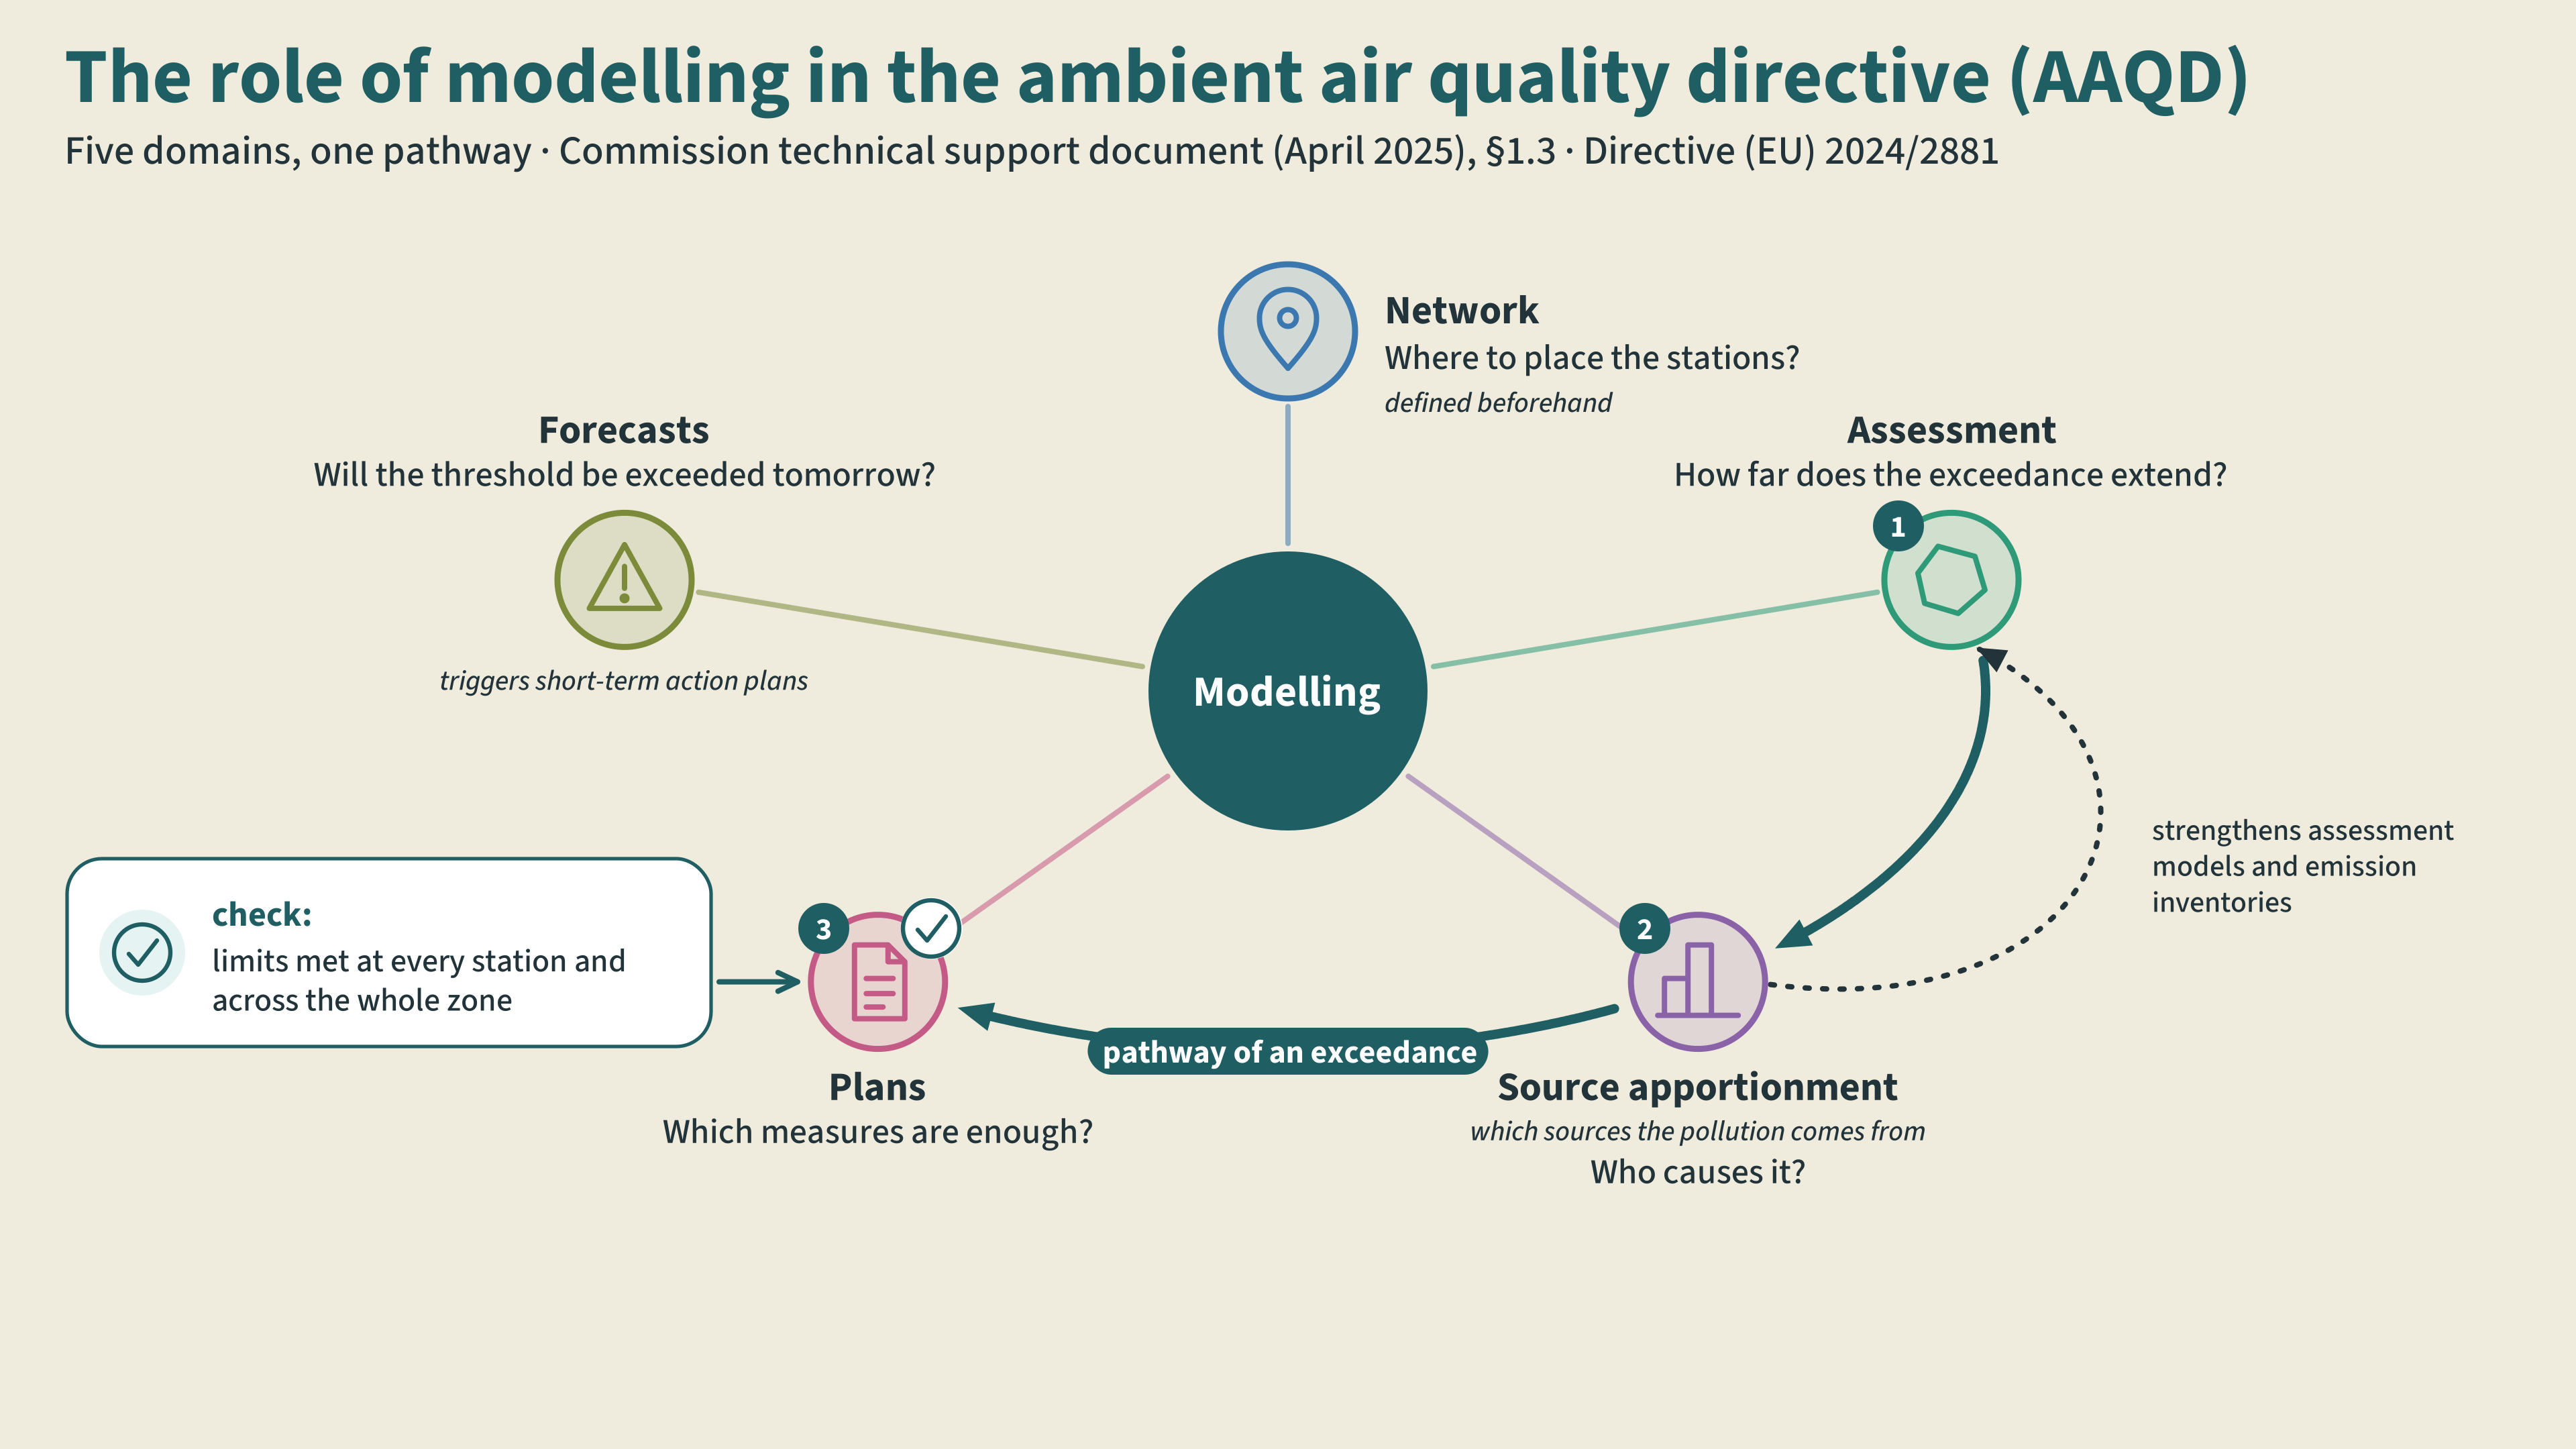 The role of modelling in the ambient air quality directive (AAQD)
Five domains, one pathway · Commission technical support document (April 2025), §1.3 · Directive (EU) 2024/2881
Network
Where to place the stations?
defined beforehand
Forecasts
Will the threshold be exceeded tomorrow?
triggers short-term action plans
Assessment
How far does the exceedance extend?
1
Modelling
strengthens assessment
models and emission
inventories
check:
limits met at every station and
across the whole zone
3
2
pathway of an exceedance
Plans
Which measures are enough?
Source apportionment
which sources the pollution comes from
Who causes it?